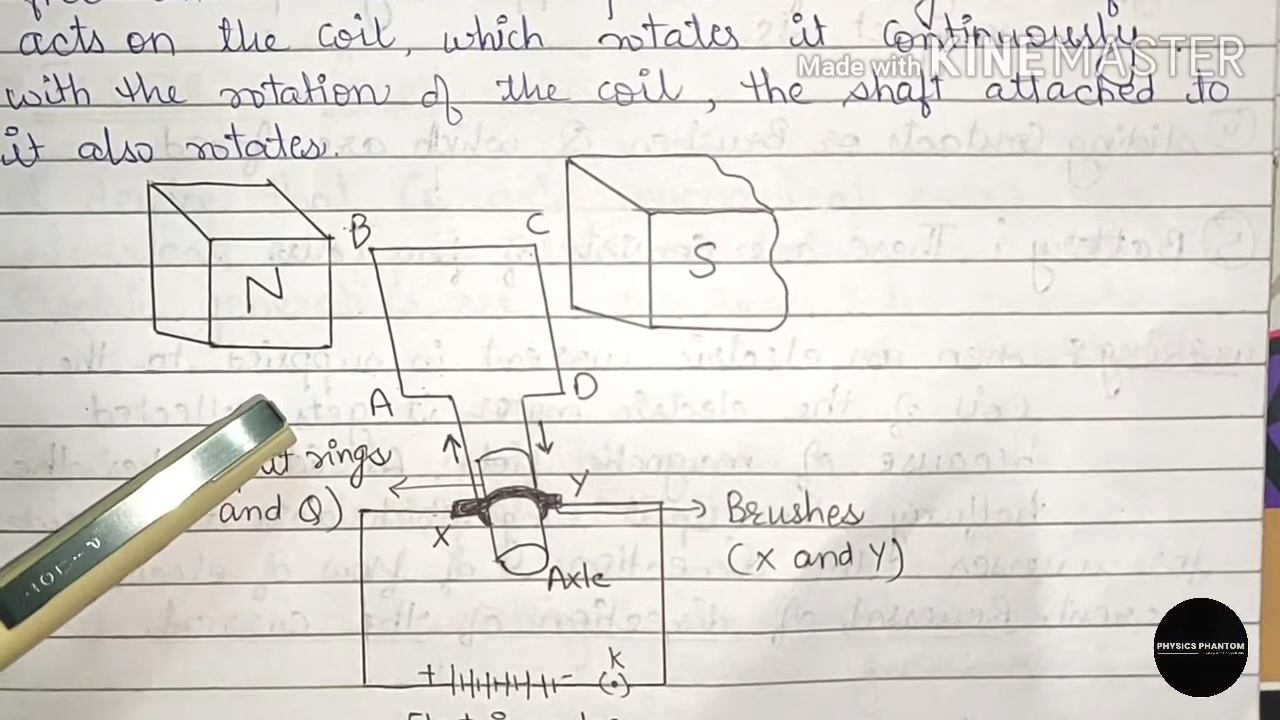 acts on the coil, which rotates it continuously.
Made with KINEMASTER
with the rotation of the coil, the shaft attached to
it also rotates.
B
C
N
S
A
D
rings
Y
and Q)
Brushes
X
(X and Y)
Axle
PHYSICS PHANTOM
K
+
-